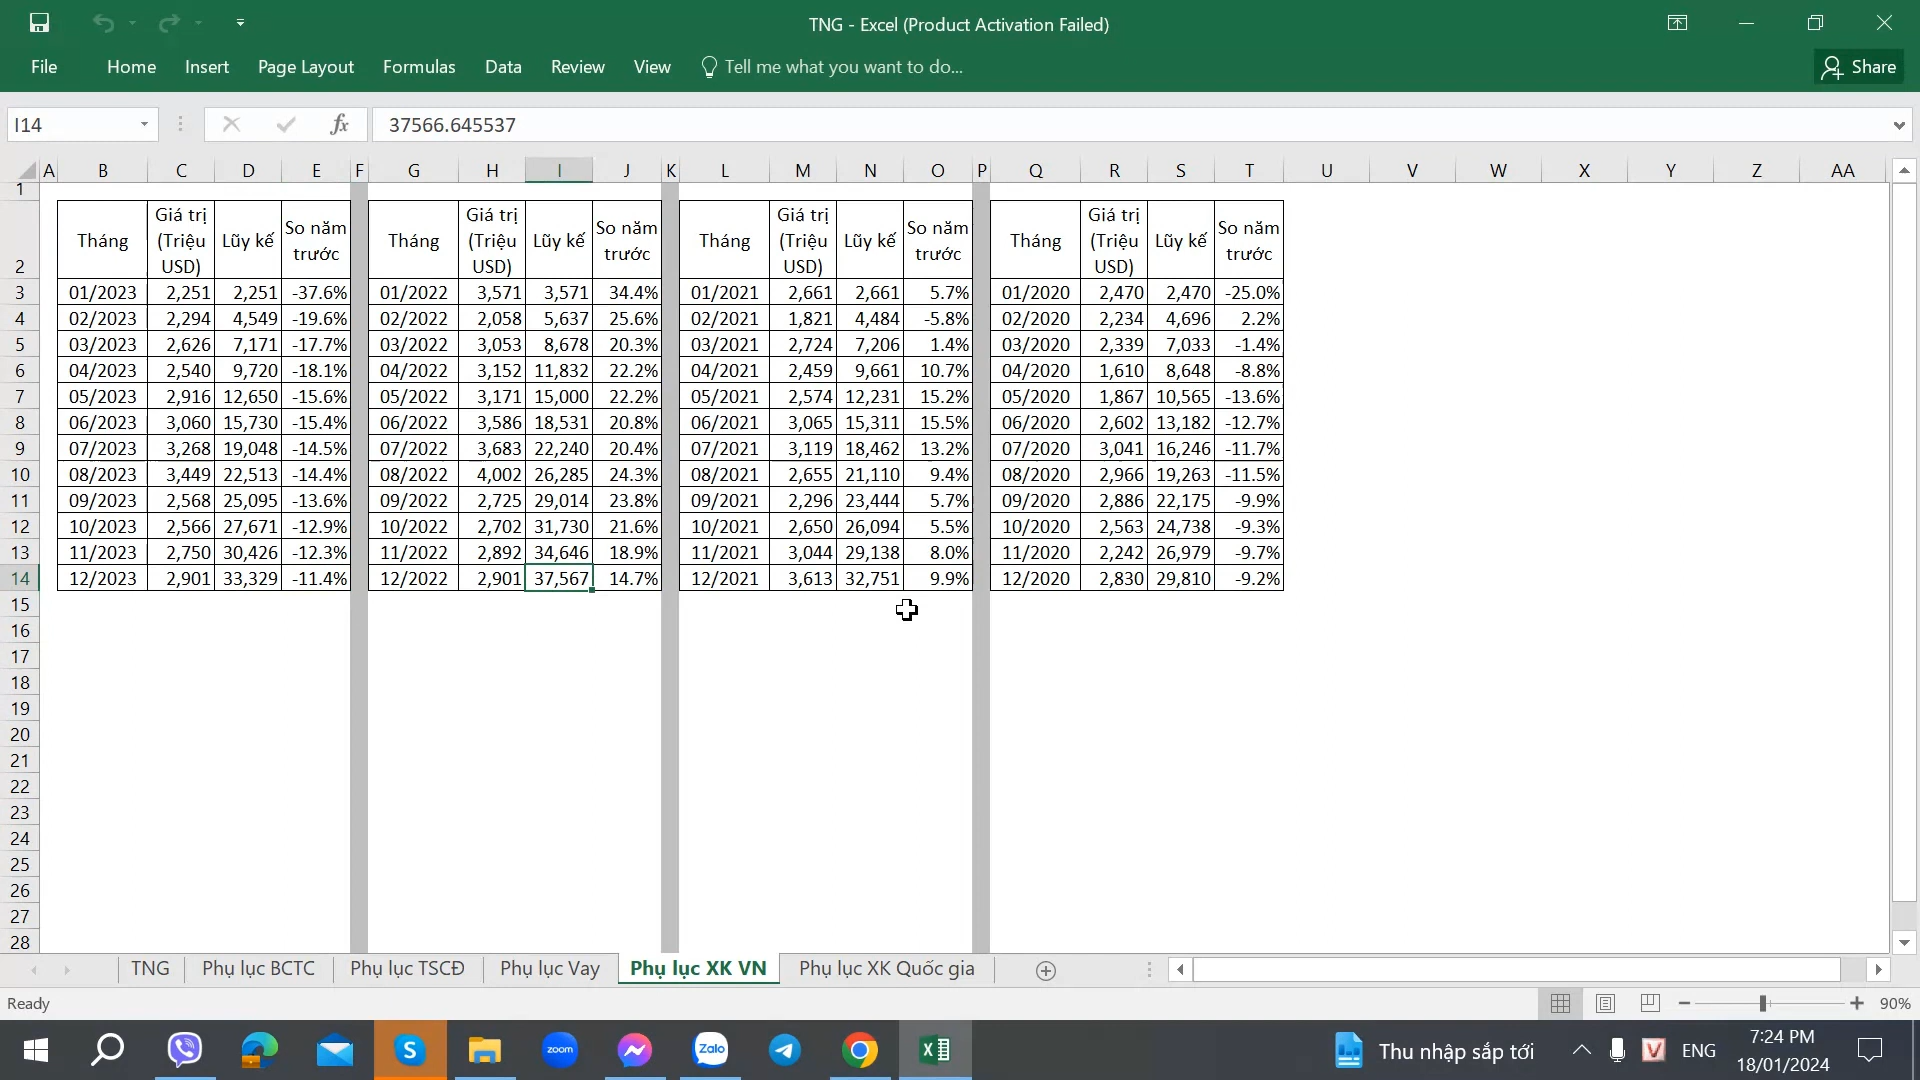 TNG - Excel (Product Activation Failed)
File Home Insert Page Layout Formulas Data Review View Tell me what you want to do... Share
I14 fx 37566.645537
A B C D E F G H I J K L M N O P Q R S T U V W X Y Z AA
1
2 Tháng Giá trị (Triệu USD) Lũy kế So năm trước Tháng Giá trị (Triệu USD) Lũy kế So năm trước Tháng Giá trị (Triệu USD) Lũy kế So năm trước Tháng Giá trị (Triệu USD) Lũy kế So năm trước
3 01/2023 2,251 2,251 -37.6% 01/2022 3,571 3,571 34.4% 01/2021 2,661 2,661 5.7% 01/2020 2,470 2,470 -25.0%
4 02/2023 2,294 4,549 -19.6% 02/2022 2,058 5,637 25.6% 02/2021 1,821 4,484 -5.8% 02/2020 2,234 4,696 2.2%
5 03/2023 2,626 7,171 -17.7% 03/2022 3,053 8,678 20.3% 03/2021 2,724 7,206 1.4% 03/2020 2,339 7,033 -1.4%
6 04/2023 2,540 9,720 -18.1% 04/2022 3,152 11,832 22.2% 04/2021 2,459 9,661 10.7% 04/2020 1,610 8,648 -8.8%
7 05/2023 2,916 12,650 -15.6% 05/2022 3,171 15,000 22.2% 05/2021 2,574 12,231 15.2% 05/2020 1,867 10,565 -13.6%
8 06/2023 3,060 15,730 -15.4% 06/2022 3,586 18,531 20.8% 06/2021 3,065 15,311 15.5% 06/2020 2,602 13,182 -12.7%
9 07/2023 3,268 19,048 -14.5% 07/2022 3,683 22,240 20.4% 07/2021 3,119 18,462 13.2% 07/2020 3,041 16,246 -11.7%
10 08/2023 3,449 22,513 -14.4% 08/2022 4,002 26,285 24.3% 08/2021 2,655 21,110 9.4% 08/2020 2,966 19,263 -11.5%
11 09/2023 2,568 25,095 -13.6% 09/2022 2,725 29,014 23.8% 09/2021 2,296 23,444 5.7% 09/2020 2,886 22,175 -9.9%
12 10/2023 2,566 27,671 -12.9% 10/2022 2,702 31,730 21.6% 10/2021 2,650 26,094 5.5% 10/2020 2,563 24,738 -9.3%
13 11/2023 2,750 30,426 -12.3% 11/2022 2,892 34,646 18.9% 11/2021 3,044 29,138 8.0% 11/2020 2,242 26,979 -9.7%
14 12/2023 2,901 33,329 -11.4% 12/2022 2,901 37,567 14.7% 12/2021 3,613 32,751 9.9% 12/2020 2,830 29,810 -9.2%
15
16
17
18
19
20
21
22
23
24
25
26
27
28
TNG Phụ lục BCTC Phụ lục TSCĐ Phụ lục Vay Phụ lục XK VN Phụ lục XK Quốc gia
Ready 90%
zoom Zalo Thu nhập sắp tới ENG 7:24 PM
18/01/2024